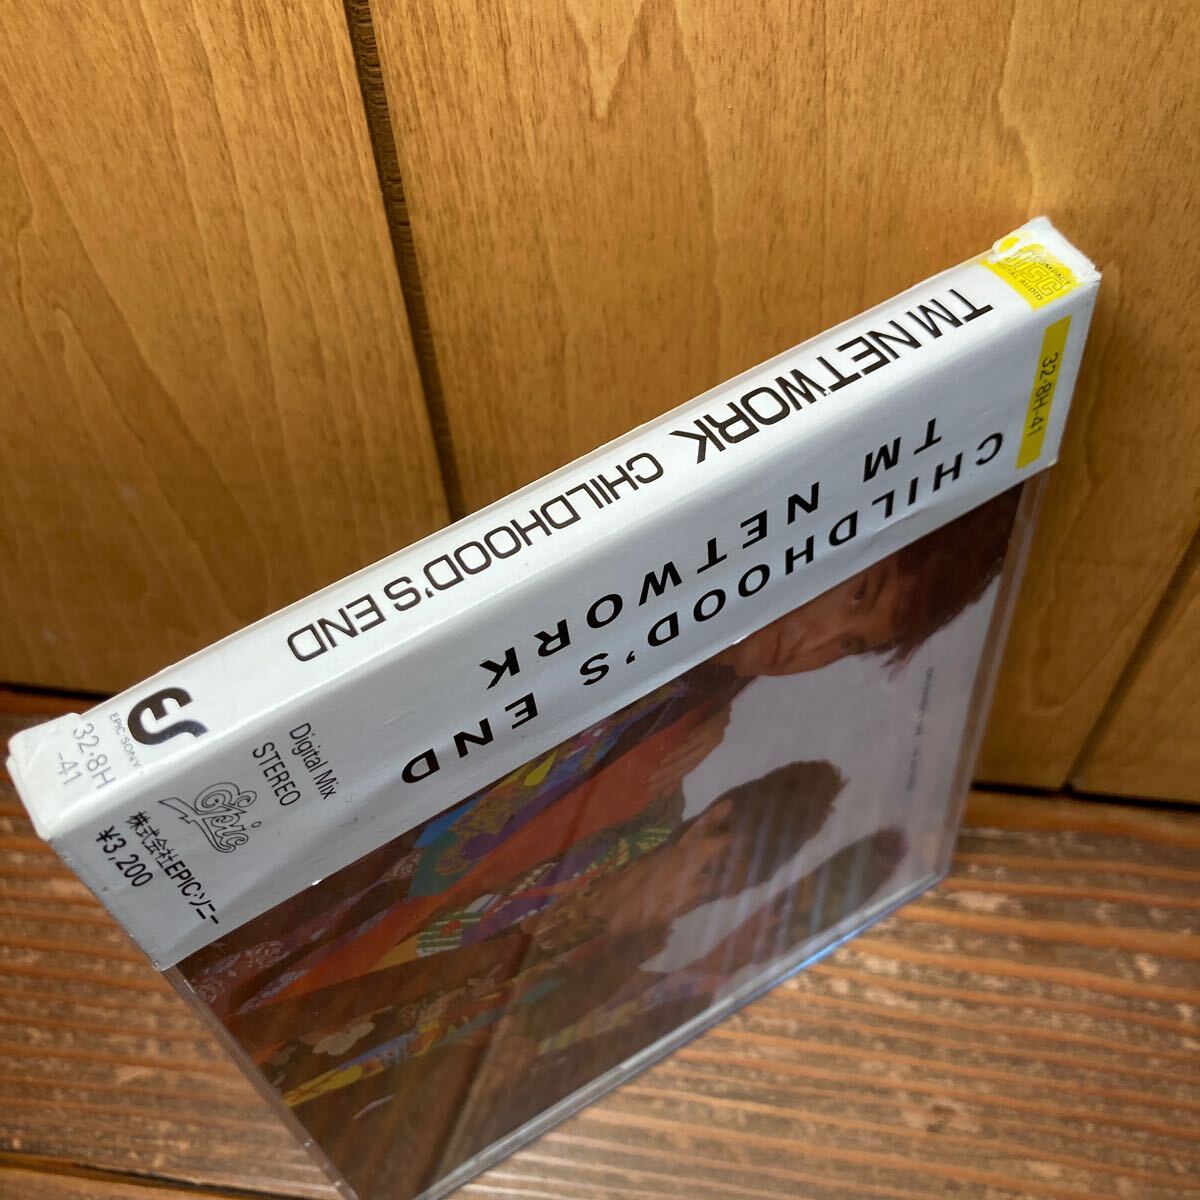 COMPACT
DISC
DIGITAL AUDIO
TM NETWORK CHILDHOOD'S END
EPIC·SONY
32·8H
-41
32·8H-41
CHILDHOOD'S END
TM NETWORK
Digital Mix
STEREO
Epic
株式会社EPIC·ソニー
¥3,200